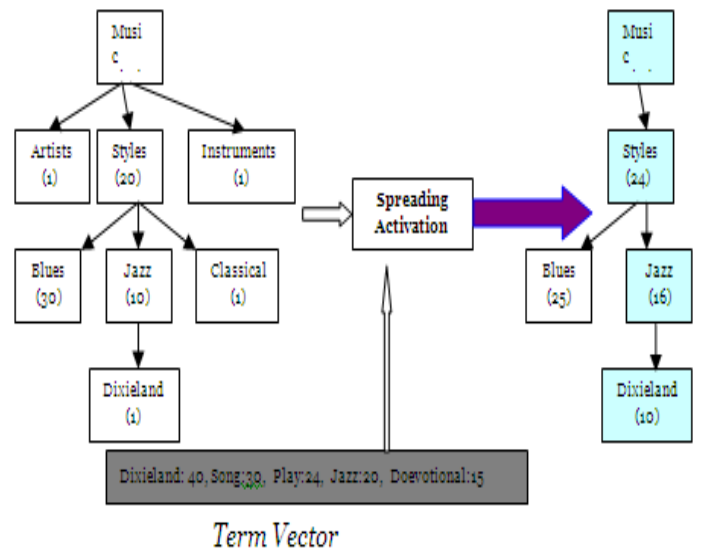 Musi
c
Artists
(1)
Styles
(20)
Instruments
(1)
Blues
(30)
Jazz
(10)
Classical
(1)
Dixieland
(1)
Spreading
Activation
Dixieland: 40, Song:30, Play:24, Jazz:20, Doevotional:15
Term Vector
Musi
c
Styles
(24)
Blues
(25)
Jazz
(16)
Dixieland
(10)